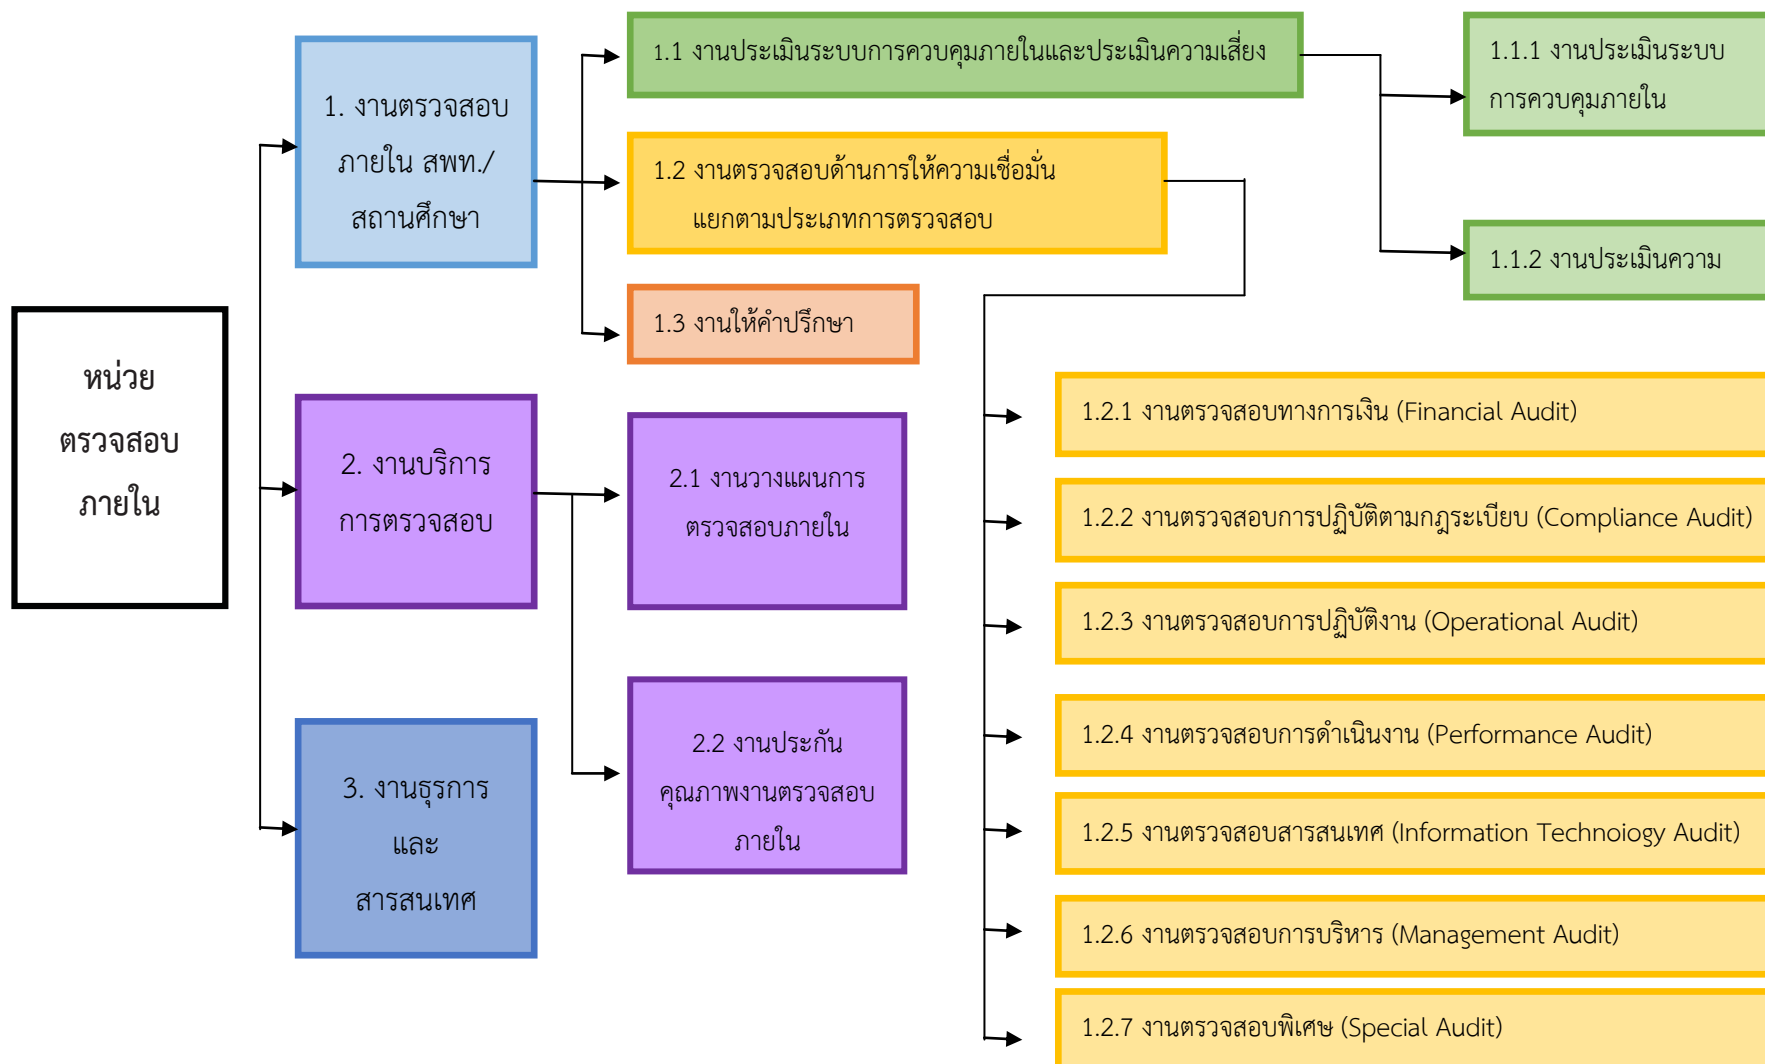 หน่วย
ตรวจสอบ
ภายใน
1. งานตรวจสอบ
ภายใน สพท./
สถานศึกษา
1.1 งานประเมินระบบการควบคุมภายในและประเมินความเสี่ยง
1.1.1 งานประเมินระบบ
การควบคุมภายใน
1.1.2 งานประเมินความ
1.2 งานตรวจสอบด้านการให้ความเชื่อมั่น
แยกตามประเภทการตรวจสอบ
1.2.1 งานตรวจสอบทางการเงิน (Financial Audit)
1.2.2 งานตรวจสอบการปฏิบัติตามกฎระเบียบ (Compliance Audit)
1.2.3 งานตรวจสอบการปฏิบัติงาน (Operational Audit)
1.2.4 งานตรวจสอบการดำเนินงาน (Performance Audit)
1.2.5 งานตรวจสอบสารสนเทศ (Information Technoiogy Audit)
1.2.6 งานตรวจสอบการบริหาร (Management Audit)
1.2.7 งานตรวจสอบพิเศษ (Special Audit)
1.3 งานให้คำปรึกษา
2. งานบริการ
การตรวจสอบ
2.1 งานวางแผนการ
ตรวจสอบภายใน
2.2 งานประกัน
คุณภาพงานตรวจสอบ
ภายใน
3. งานธุรการ
และ
สารสนเทศ